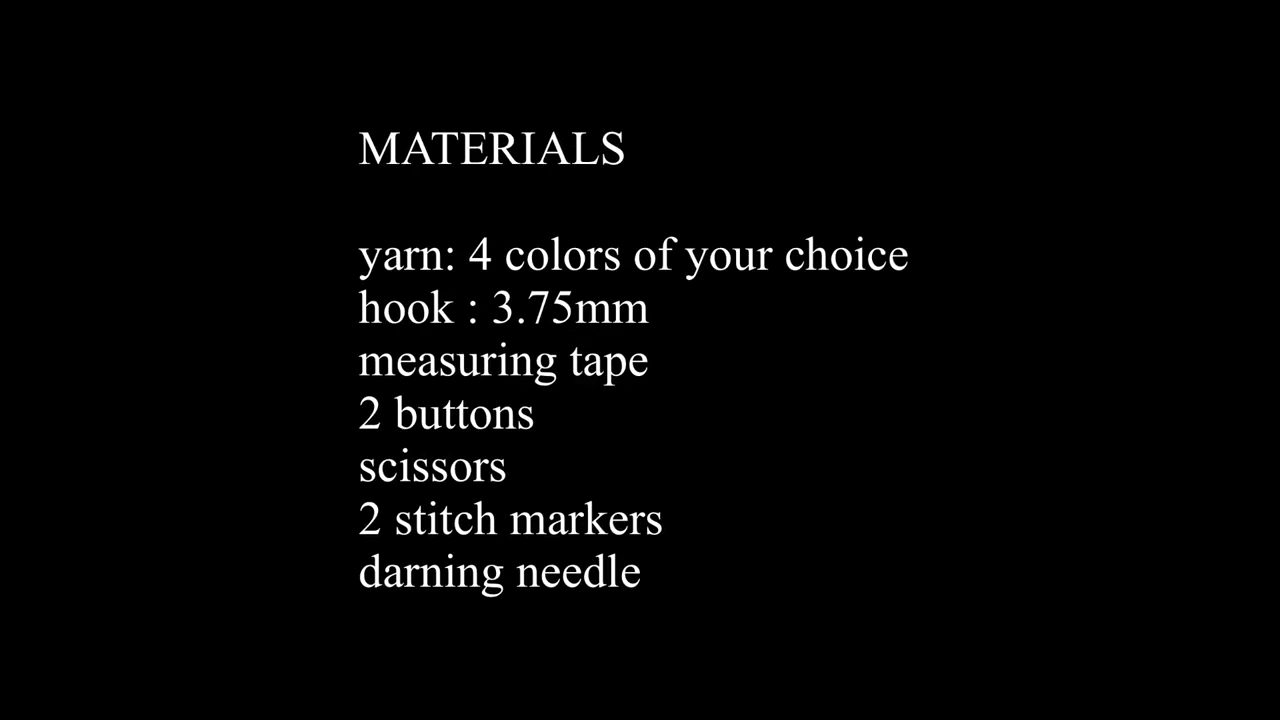 MATERIALS
yarn: 4 colors of your choice
hook : 3.75mm
measuring tape
2 buttons
scissors
2 stitch markers
darning needle